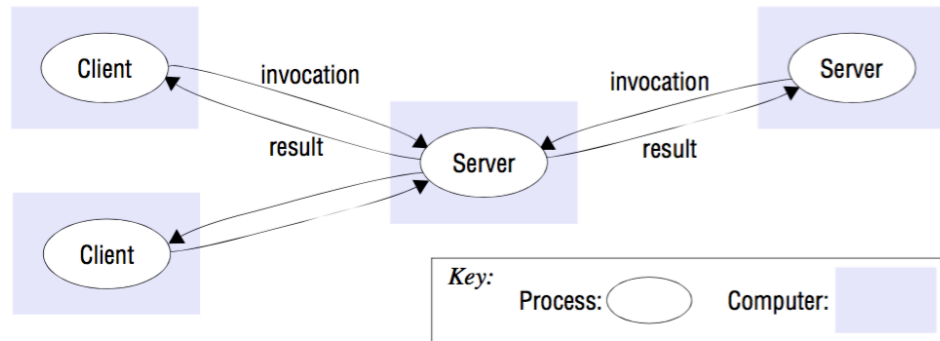 Client
invocation
result
Server
invocation
result
Server
Client
Key:
Process:
Computer: